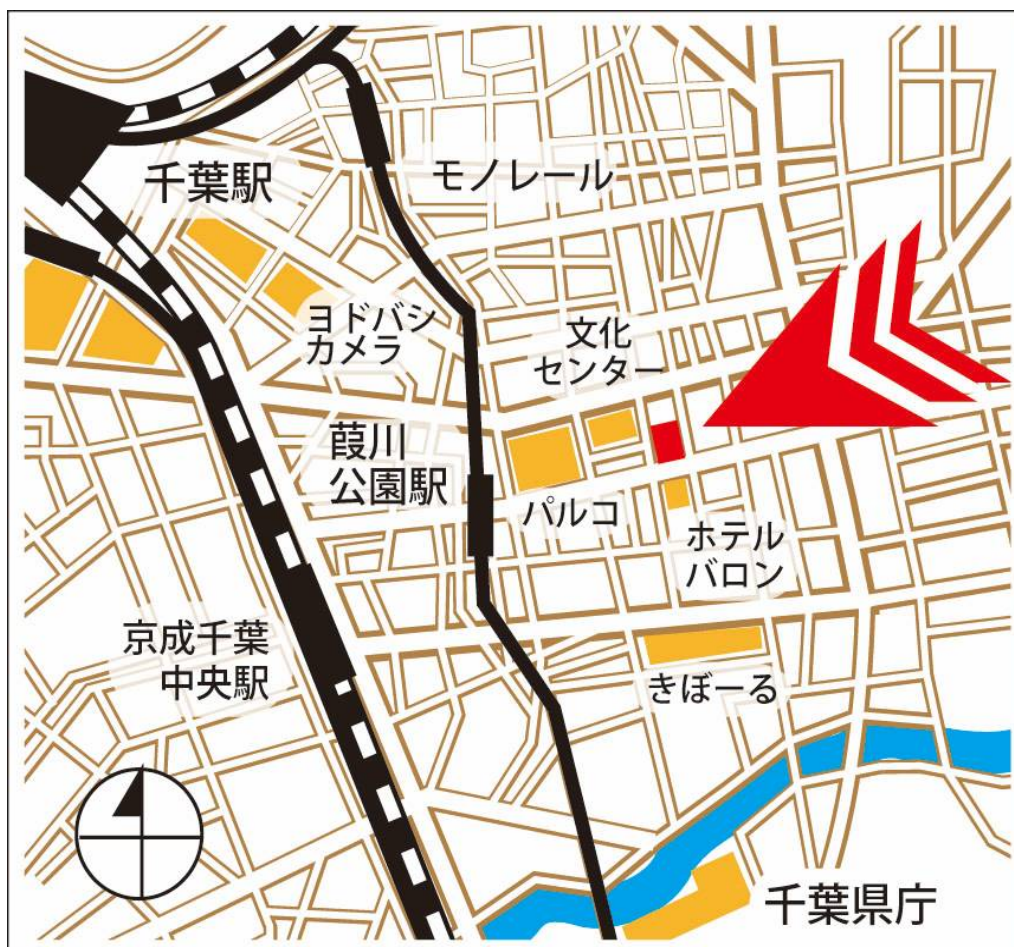 千葉駅
モノレール
ヨドバシ
カメラ
文化
センター
葭川
公園駅
パルコ
ホテル
バロン
京成千葉
中央駅
きぼーる
千葉県庁